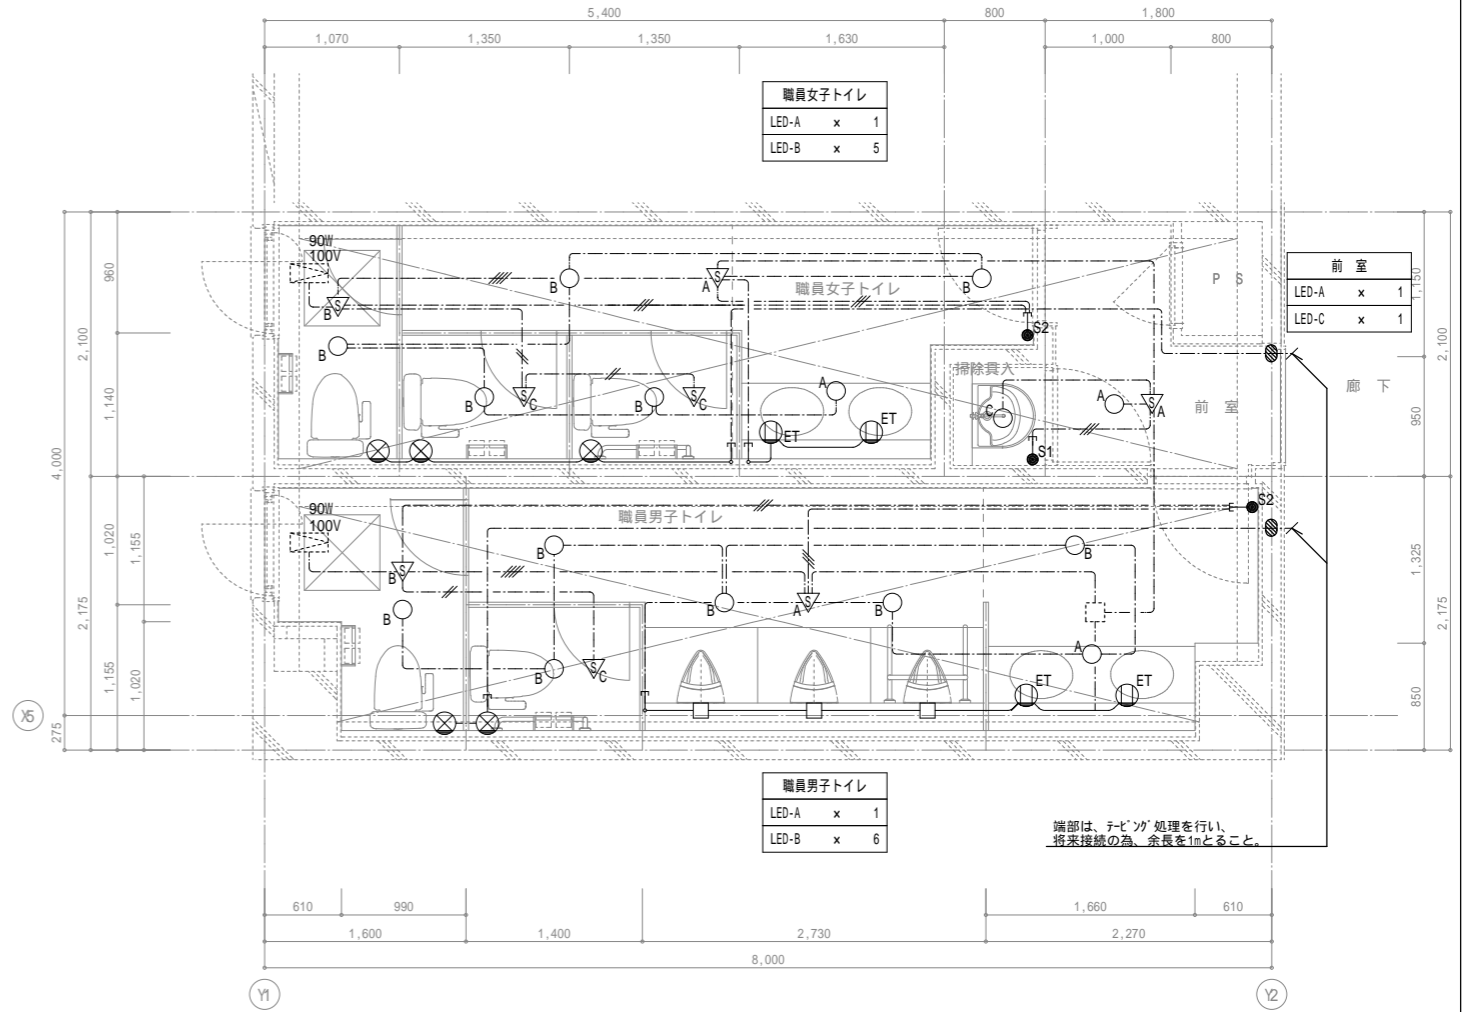 5,400
800
1,800
1,070
1,350
1,350
1,630
1,000
800
職員女子トイレ
LED-A × 1
LED-B × 5
90W
100V
B
B
B
A
職員女子トイレ
B
P S
前 室
LED-A × 1
LED-C × 1
1,150
960
2,100
1,140
4,000
B
C
B
C
A
ET
ET
S2
掃除具入
C
S1
A
A
前 室
廊 下
2,100
950
90W
100V
職員男子トイレ
S2
B
B
B
B
A
B
B
B
C
A
ET
ET
1,020
1,155
2,175
1,155
1,020
275
X5
1,325
2,175
850
職員男子トイレ
LED-A × 1
LED-B × 6
端部は、テーピング処理を行い、
将来接続の為、余長を1mとること。
610
990
1,660
610
1,600
1,400
2,730
2,270
8,000
Y1
Y2